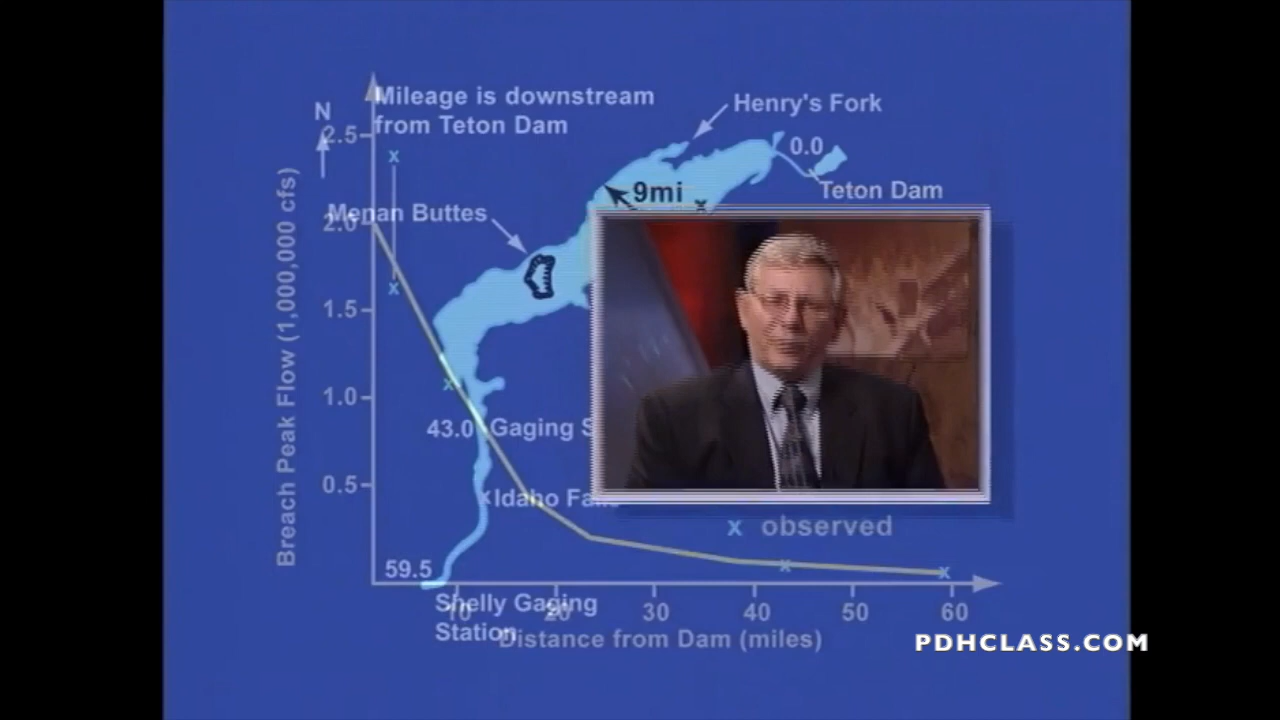 Mileage is downstream
from Teton Dam
Henry's Fork
N
2.5
0.0
9mi
Teton Dam
Menan Buttes
2.0
1.5
1.0
43.0
Gaging S
0.5
Idaho Fa
x observed
59.5
Shelly Gaging
Station
10
20
30
40
50
60
Distance from Dam (miles)
Breach Peak Flow (1,000,000 cfs)
PDHCLASS.COM